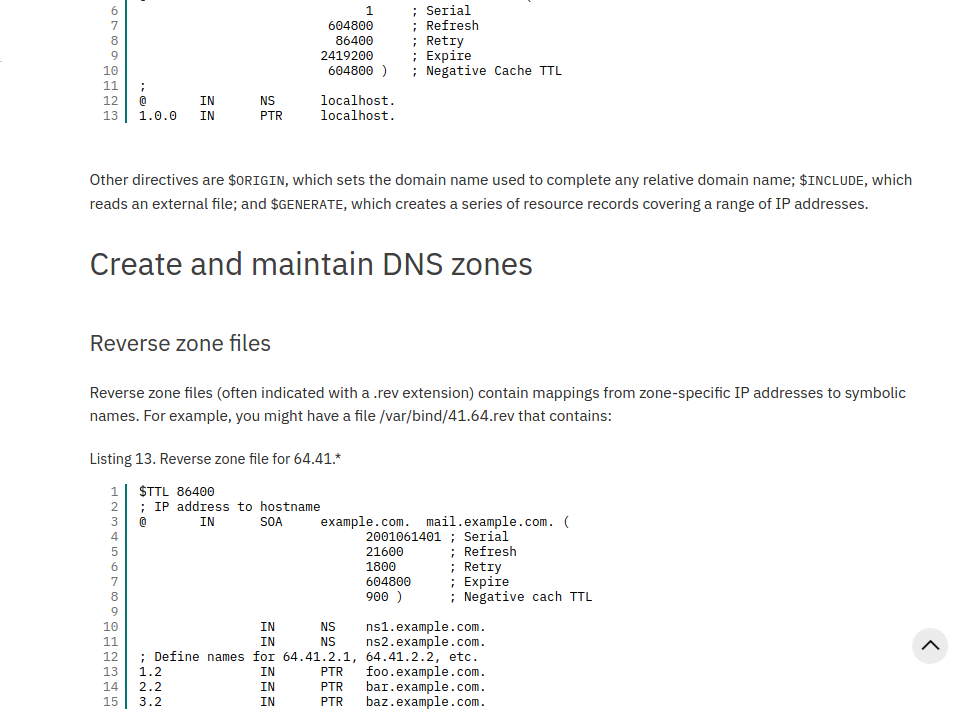 6 1 ; Serial
7 604800 ; Refresh
8 86400 ; Retry
9 2419200 ; Expire
10 604800 ) ; Negative Cache TTL
11 ;
12 @ IN NS localhost.
13 1.0.0 IN PTR localhost.
Other directives are $ORIGIN, which sets the domain name used to complete any relative domain name; $INCLUDE, which
reads an external file; and $GENERATE, which creates a series of resource records covering a range of IP addresses.
Create and maintain DNS zones
Reverse zone files
Reverse zone files (often indicated with a .rev extension) contain mappings from zone-specific IP addresses to symbolic
names. For example, you might have a file /var/bind/41.64.rev that contains:
Listing 13. Reverse zone file for 64.41.*
1 $TTL 86400
2 ; IP address to hostname
3 @ IN SOA example.com. mail.example.com. (
4 2001061401 ; Serial
5 21600 ; Refresh
6 1800 ; Retry
7 604800 ; Expire
8 900 ) ; Negative cach TTL
9
10 IN NS ns1.example.com.
11 IN NS ns2.example.com.
12 ; Define names for 64.41.2.1, 64.41.2.2, etc.
13 1.2 IN PTR foo.example.com.
14 2.2 IN PTR bar.example.com.
15 3.2 IN PTR baz.example.com.